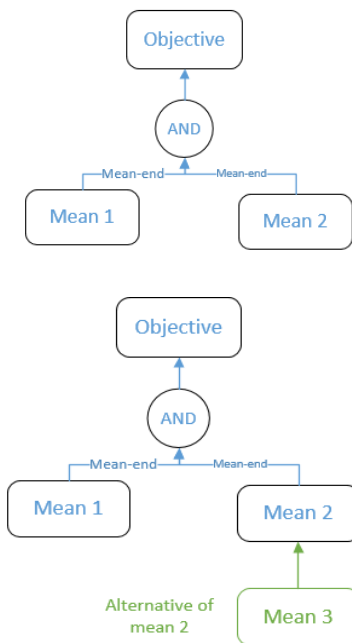 Objective
AND
Mean-end
Mean-end
Mean 1
Mean 2
Objective
AND
Mean-end
Mean-end
Mean 1
Mean 2
Alternative of
mean 2
Mean 3